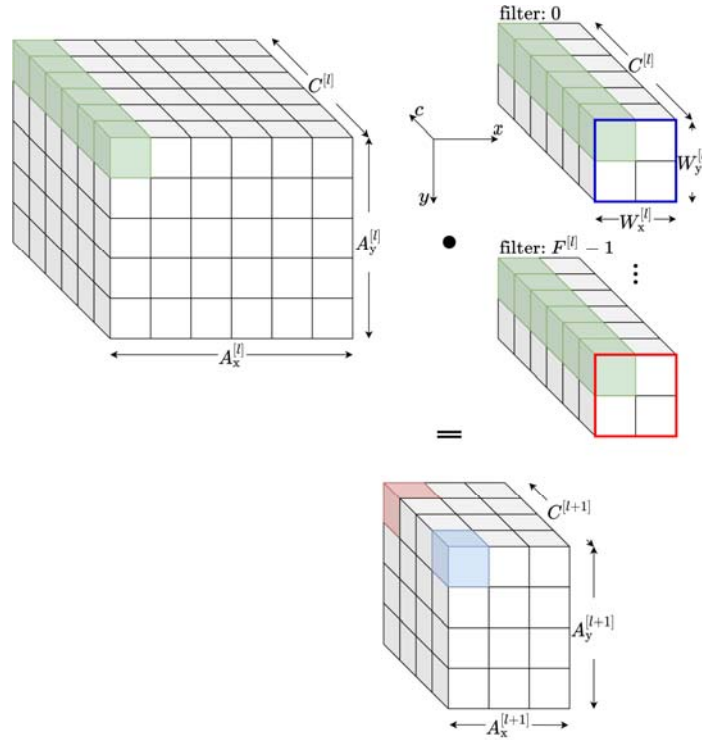 filter: 0
C^{[l]}
C^{[l]}
c
x
y
W_y^{[l]}
W_x^{[l]}
A_y^{[l]}
filter: F^{[l]} − 1
⋮
A_x^{[l]}
•
=
C^{[l+1]}
A_y^{[l+1]}
A_x^{[l+1]}